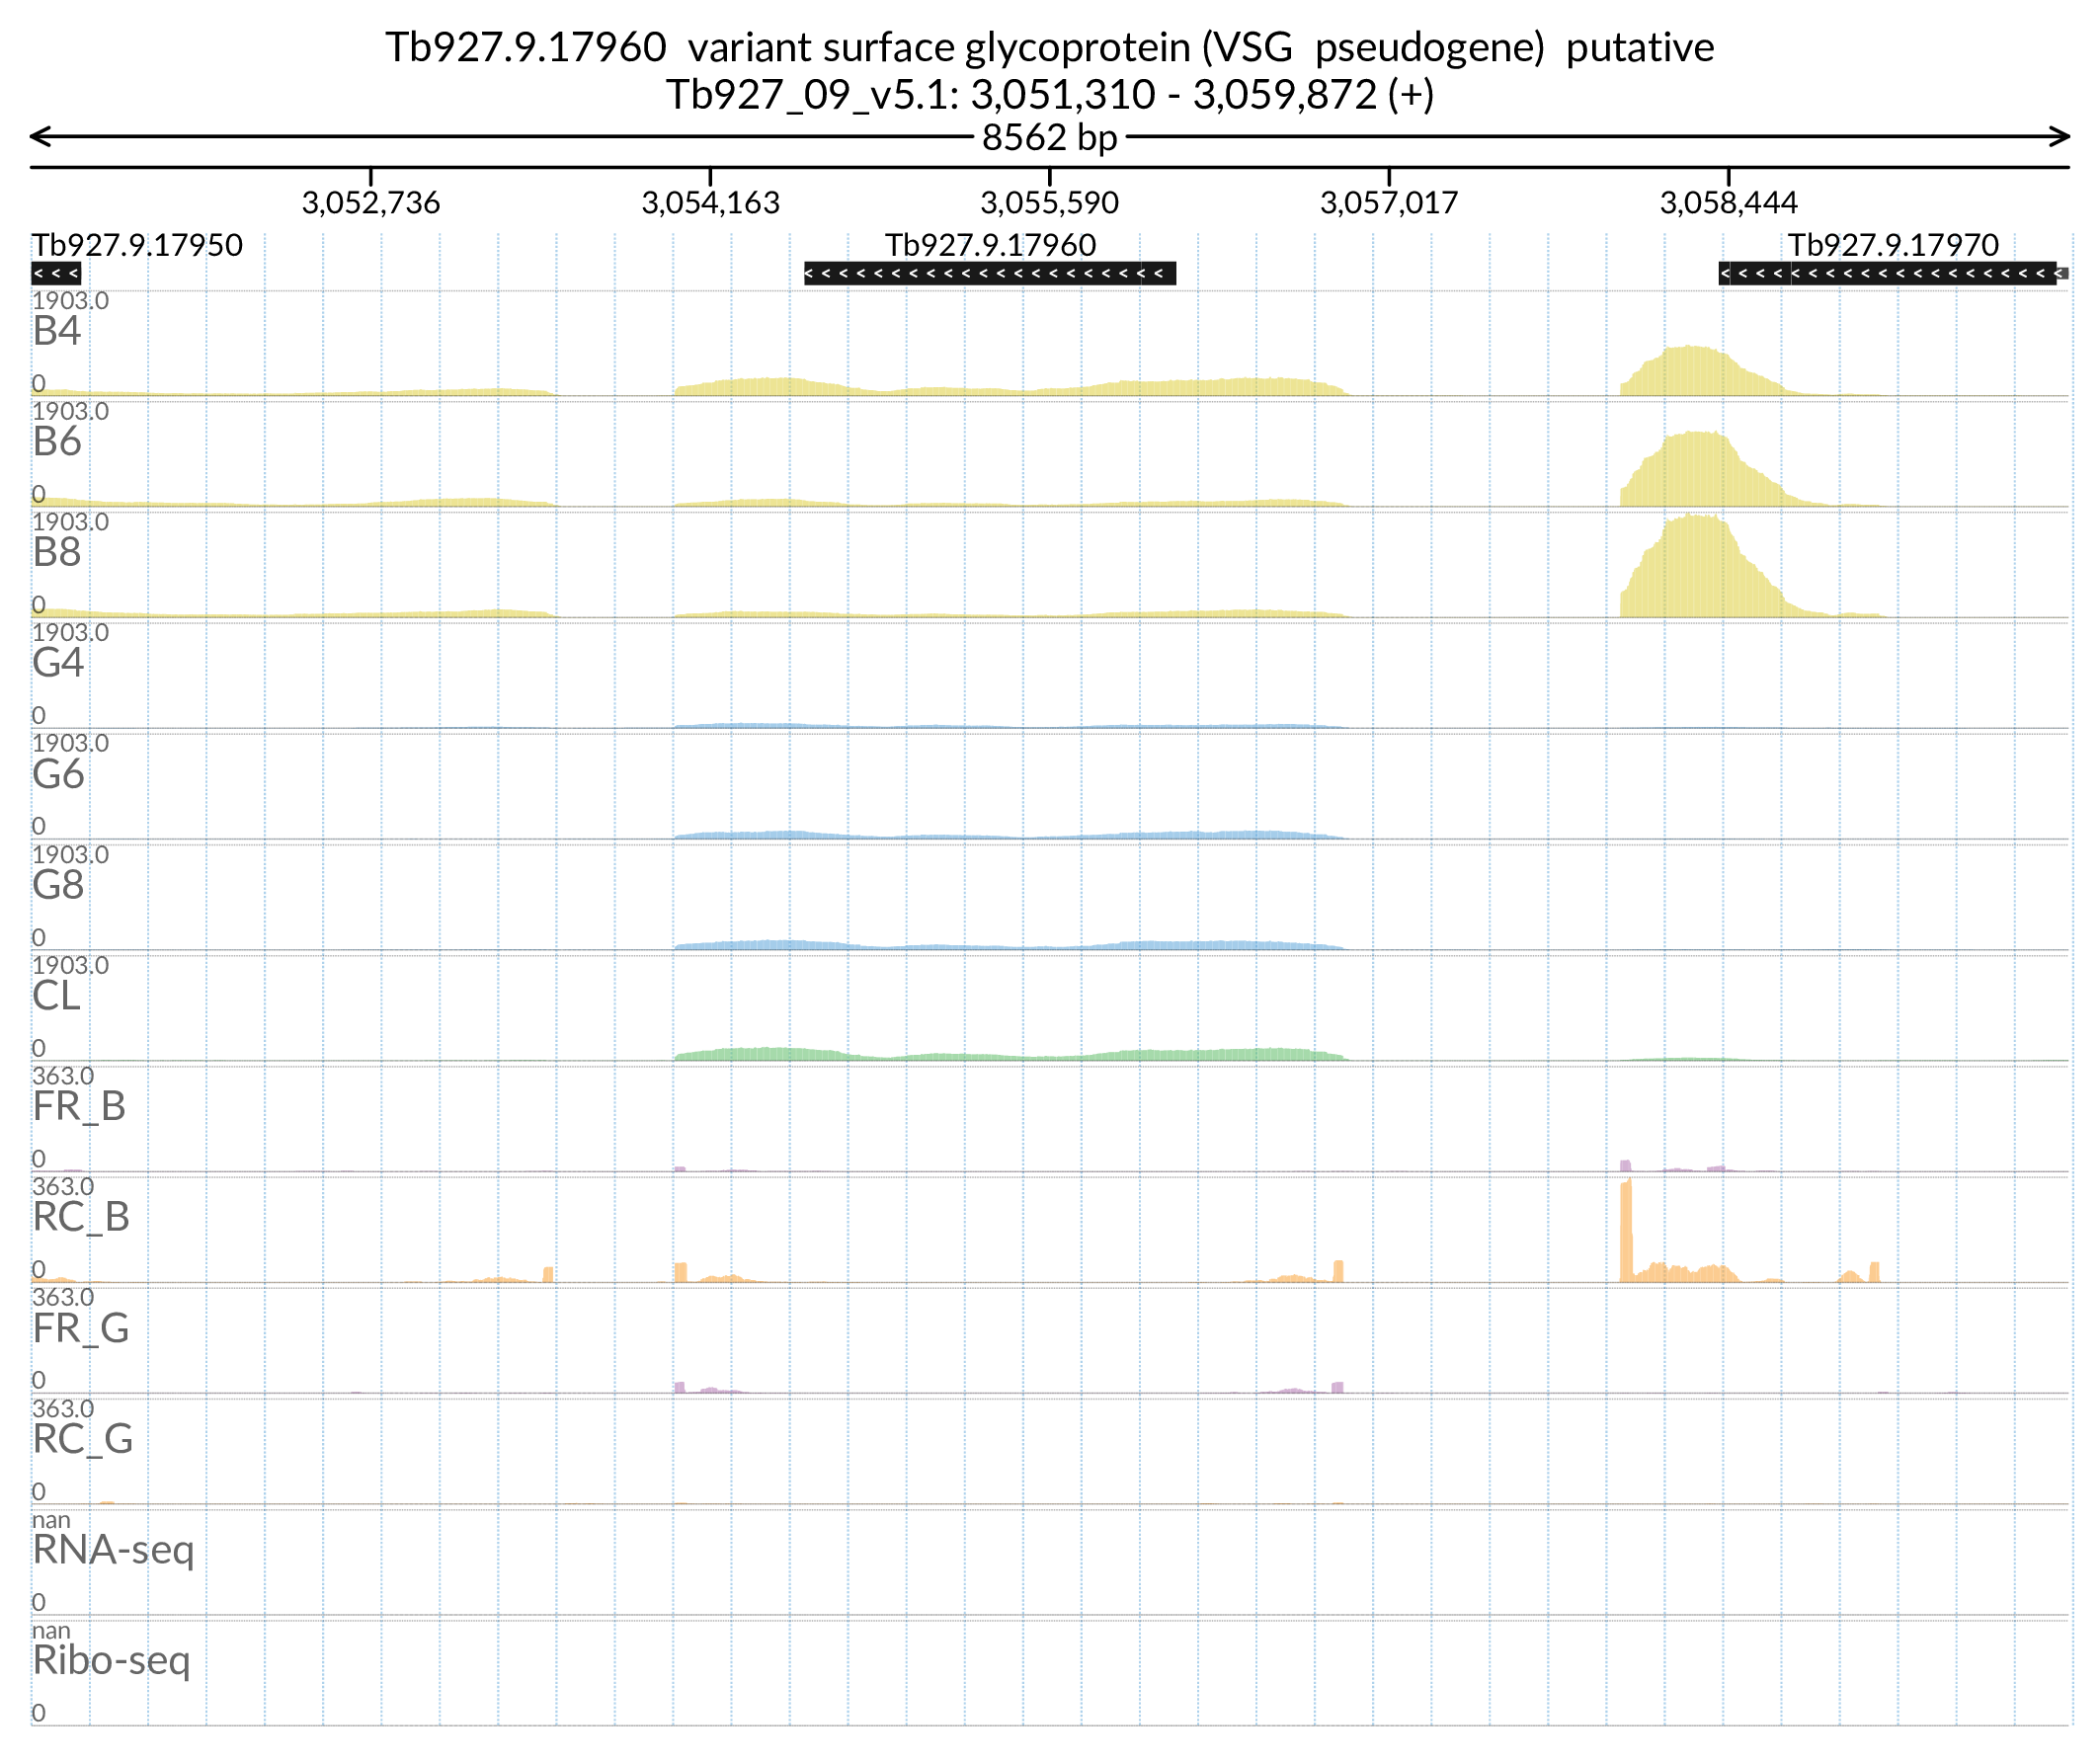 Tb927.9.17960  variant surface glycoprotein (VSG  pseudogene)  putative
Tb927_09_v5.1: 3,051,310 - 3,059,872 (+)
8562 bp
3,052,736 3,054,163 3,055,590 3,057,017 3,058,444
Tb927.9.17950 Tb927.9.17960 Tb927.9.17970
1903.0
B4
0
1903.0
B6
0
1903.0
B8
0
1903.0
G4
0
1903.0
G6
0
1903.0
G8
0
1903.0
CL
0
363.0
FR_B
0
363.0
RC_B
0
363.0
FR_G
0
363.0
RC_G
0
nan
RNA-seq
0
nan
Ribo-seq
0